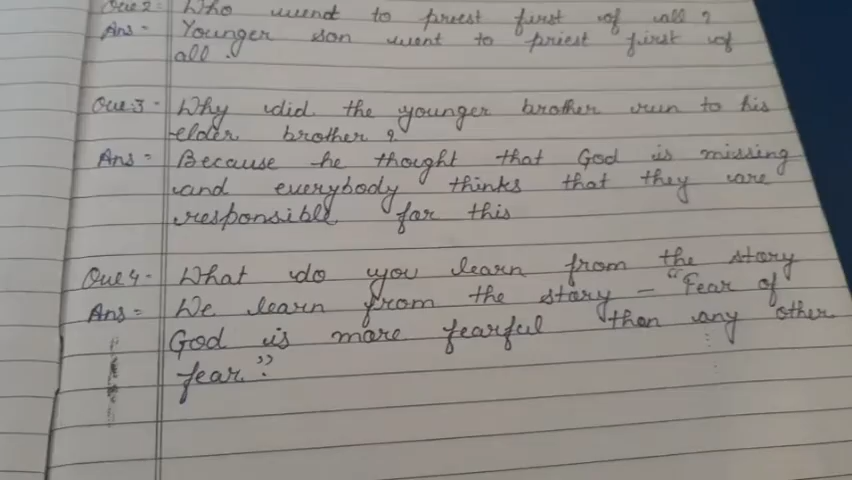 Que 2- Who went to priest first of all ?
Ans - Younger son went to priest first of
all .
Que.3 - Why did the younger brother run to his
elder brother ?
Ans - Because he thought that God is missing
and everybody thinks that they are
responsible for this
Que 4 - What do you learn from the story
Ans = We learn from the story - "Fear of
God is more fearful than any other
fear."